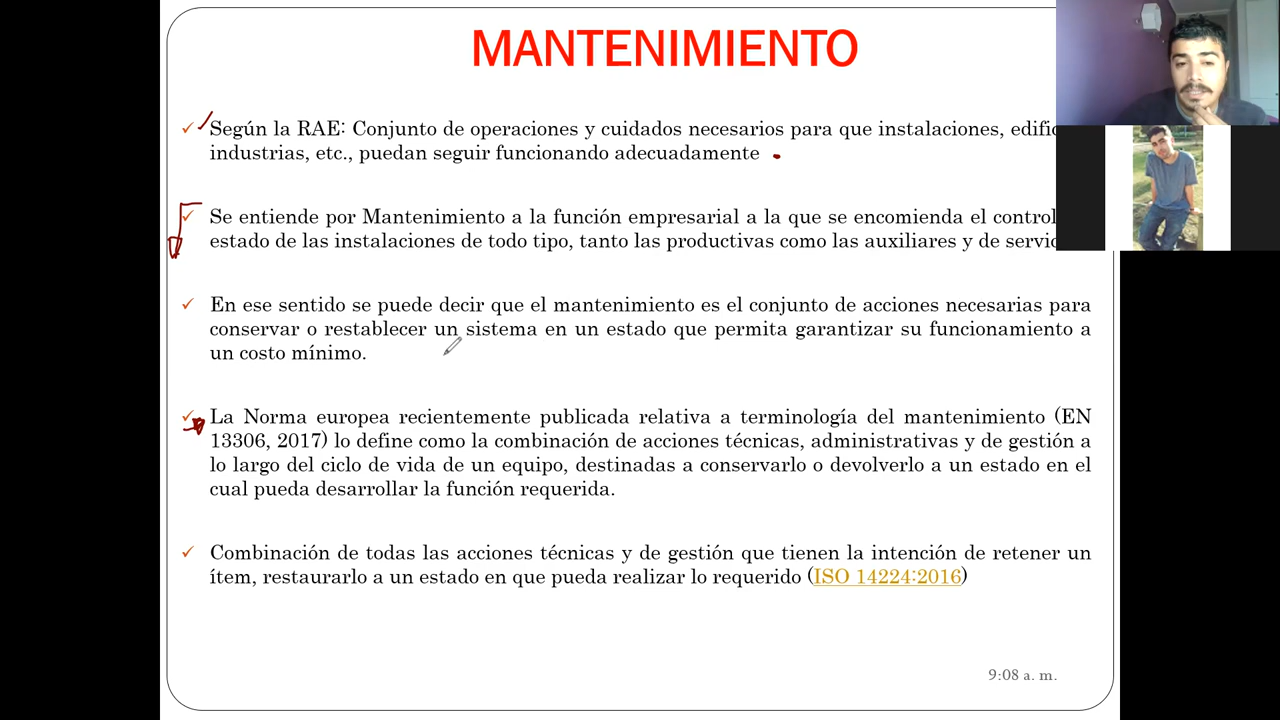 MANTENIMIENTO
Según la RAE: Conjunto de operaciones y cuidados necesarios para que instalaciones,
industrias, etc., puedan seguir funcionando adecuadamente
Se entiende por Mantenimiento a la función empresarial a la que se encomienda el control
estado de las instalaciones de todo tipo, tanto las productivas como las auxiliares y de
En ese sentido se puede decir que el mantenimiento es el conjunto de acciones necesarias para
conservar o restablecer un sistema en un estado que permita garantizar su funcionamiento a
un costo mínimo.
La Norma europea recientemente publicada relativa a terminología del mantenimiento (EN
13306, 2017) lo define como la combinación de acciones técnicas, administrativas y de gestión a
lo largo del ciclo de vida de un equipo, destinadas a conservarlo o devolverlo a un estado en el
cual pueda desarrollar la función requerida.
Combinación de todas las acciones técnicas y de gestión que tienen la intención de retener un
ítem, restaurarlo a un estado en que pueda realizar lo requerido (ISO 14224:2016)
9:08 a. m.